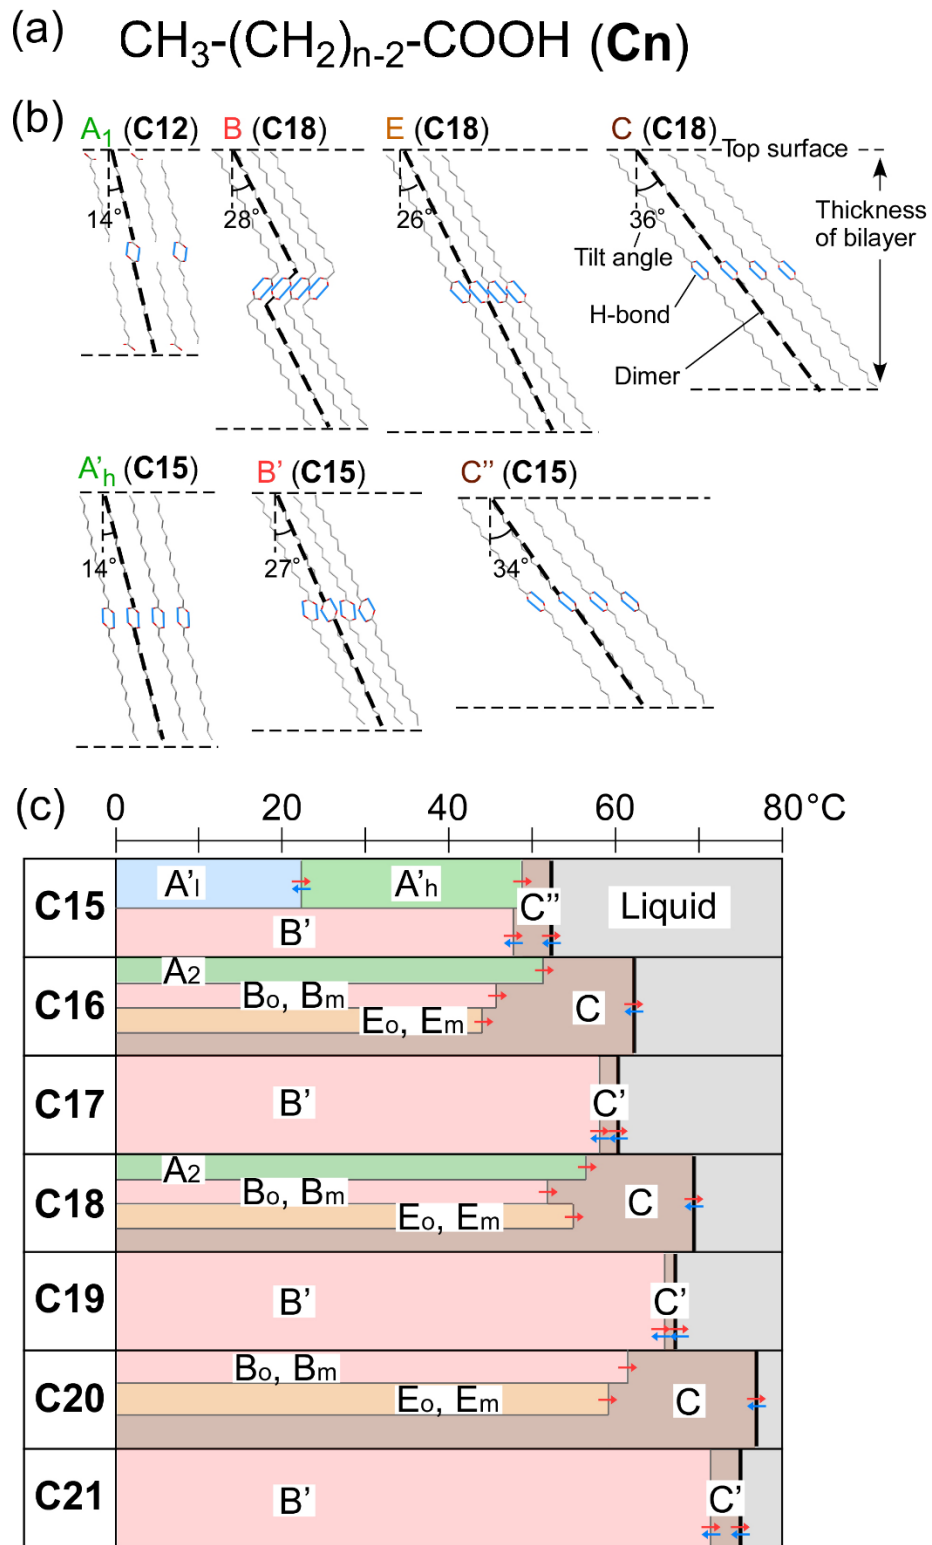 (a) CH3-(CH2)n-2-COOH (Cn)
(b)
A1 (C12) B (C18) E (C18) C (C18)
Top surface
14° 28° 26° 36°
Thickness
of bilayer
Tilt angle
H-bond
Dimer
A'h (C15) B' (C15) C'' (C15)
14° 27° 34°
(c) 0 20 40 60 80°C
C15 A'l A'h C'' Liquid
B'
C16 A2
Bo, Bm
Eo, Em C
C17 B' C'
C18 A2
Bo, Bm
Eo, Em C
C19 B' C'
C20 Bo, Bm
Eo, Em C
C21 B' C'